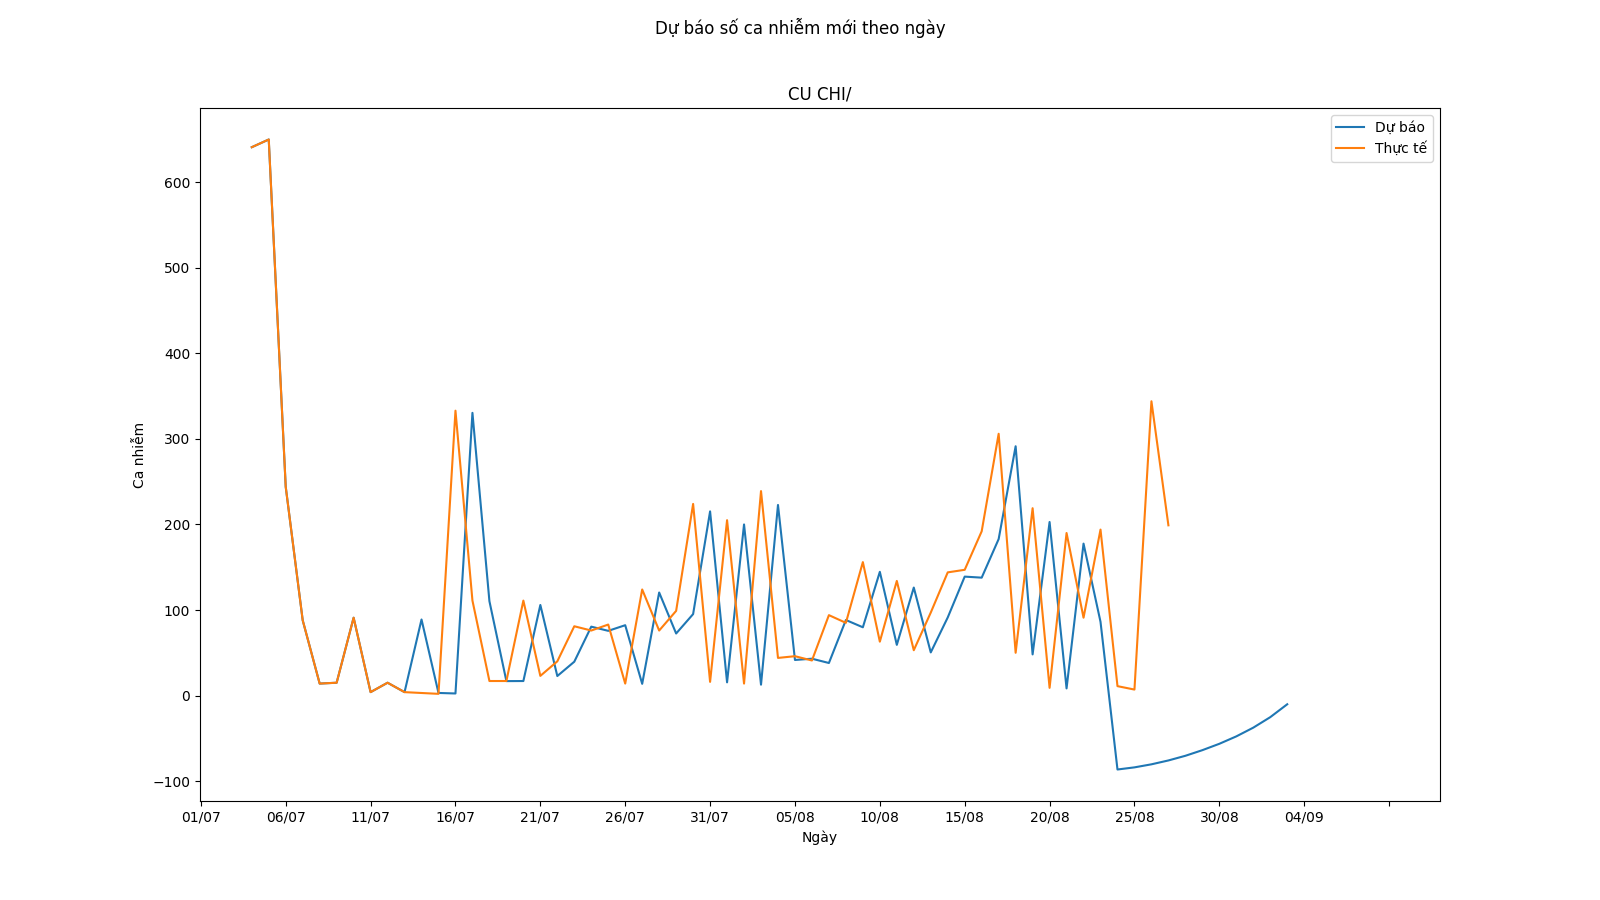 Dự báo số ca nhiễm mới theo ngày
CU CHI/
Dự báo
Thực tế
600
500
400
300
200
100
0
−100
Ca nhiễm
01/07 06/07 11/07 16/07 21/07 26/07 31/07 05/08 10/08 15/08 20/08 25/08 30/08 04/09
Ngày